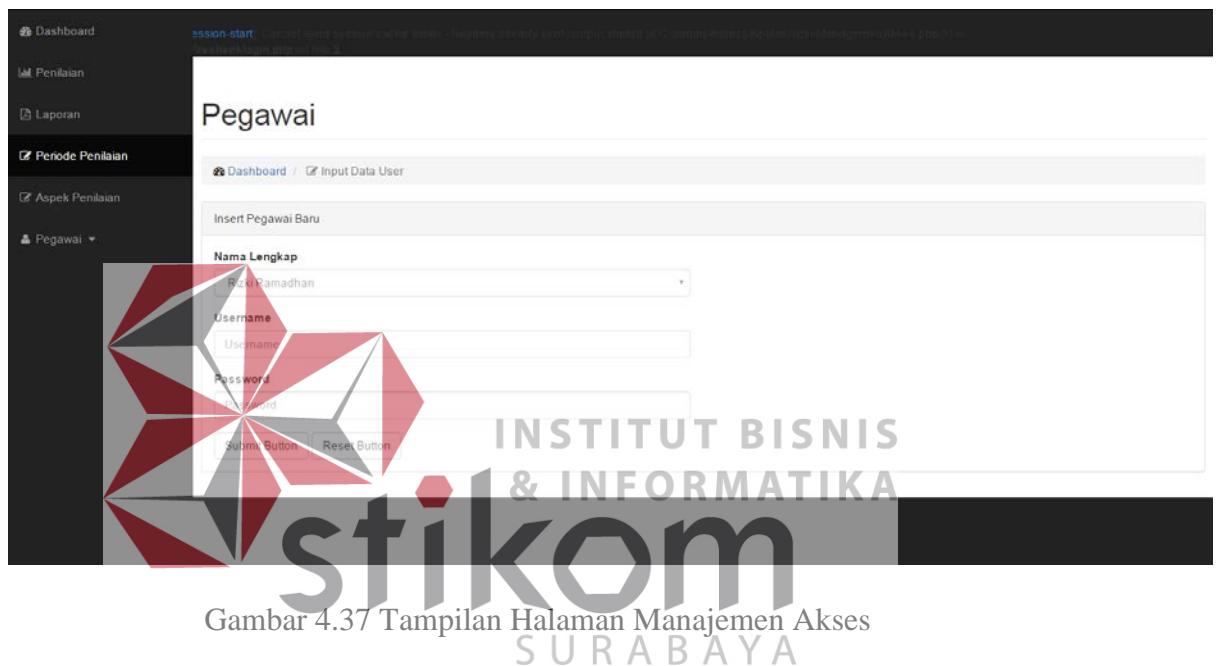 Dashboard
ession-start
Penilaian
Laporan
Periode Penilaian
Aspek Penilaian
Pegawai
Pegawai
Dashboard / Input Data User
Insert Pegawai Baru
Nama Lengkap
Rizki Ramadhan
Username
Username
Password
Password
Submit Button Reset Button
INSTITUT BISNIS
& INFORMATIKA
stikom
Gambar 4.37 Tampilan Halaman Manajemen Akses
SURABAYA